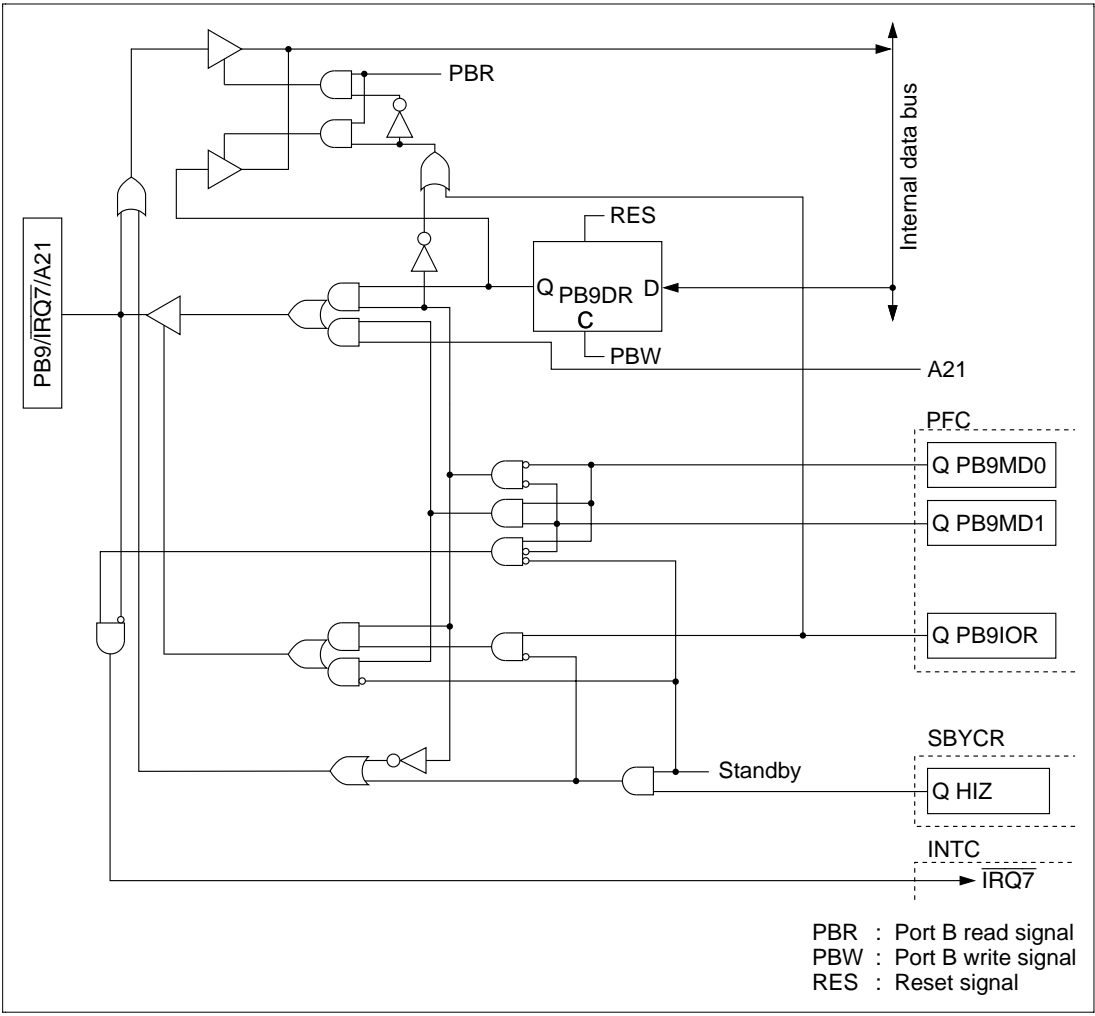 PBR
Internal data bus
RES
PB9/IRQ7/A21
Q PB9DR D
C
PBW
A21
PFC
Q PB9MD0
Q PB9MD1
Q PB9IOR
SBYCR
Standby
Q HIZ
INTC
IRQ7
PBR : Port B read signal
PBW : Port B write signal
RES : Reset signal